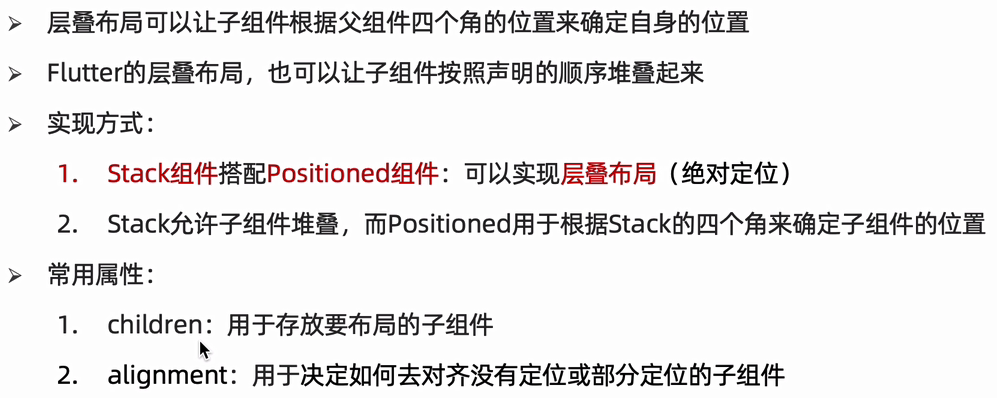 ➢ 层叠布局可以让子组件根据父组件四个角的位置来确定自身的位置
➢ Flutter的层叠布局，也可以让子组件按照声明的顺序堆叠起来
➢ 实现方式：
1. Stack组件搭配Positioned组件：可以实现层叠布局（绝对定位）
2. Stack允许子组件堆叠，而Positioned用于根据Stack的四个角来确定子组件的位置
➢ 常用属性：
1. children：用于存放要布局的子组件
2. alignment：用于决定如何去对齐没有定位或部分定位的子组件